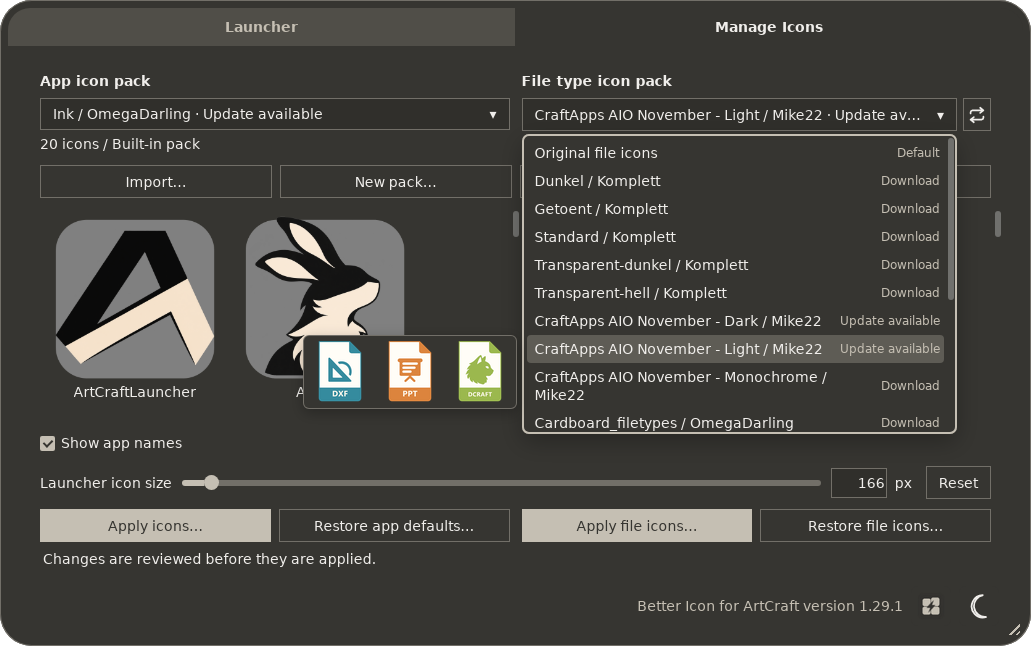 Launcher
Manage Icons
App icon pack
File type icon pack
Ink / OmegaDarling · Update available
CraftApps AIO November - Light / Mike22 · Update av...
20 icons / Built-in pack
Import...
New pack...
Original file icons Default
Dunkel / Komplett Download
Getoent / Komplett Download
Standard / Komplett Download
Transparent-dunkel / Komplett Download
Transparent-hell / Komplett Download
CraftApps AIO November - Dark / Mike22 Update available
CraftApps AIO November - Light / Mike22 Update available
CraftApps AIO November - Monochrome /
Mike22 Download
Cardboard_filetypes / OmegaDarling Download
DXF
PPT
DCRAFT
ArtCraftLauncher
A
Show app names
Launcher icon size
166 px
Reset
Apply icons...
Restore app defaults...
Apply file icons...
Restore file icons...
Changes are reviewed before they are applied.
Better Icon for ArtCraft version 1.29.1